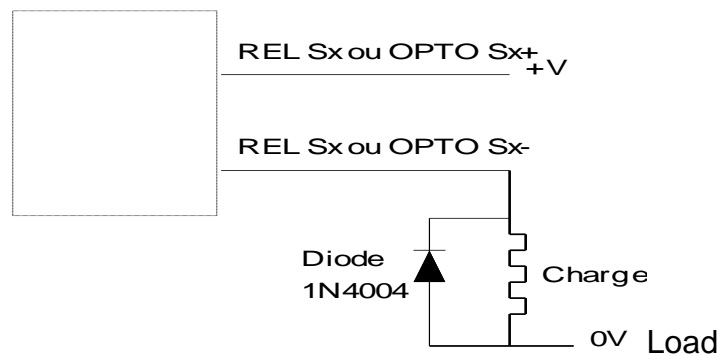 REL Sx ou OPTO Sx+
+V
REL Sx ou OPTO Sx-
Diode
1N4004
Charge
0V Load